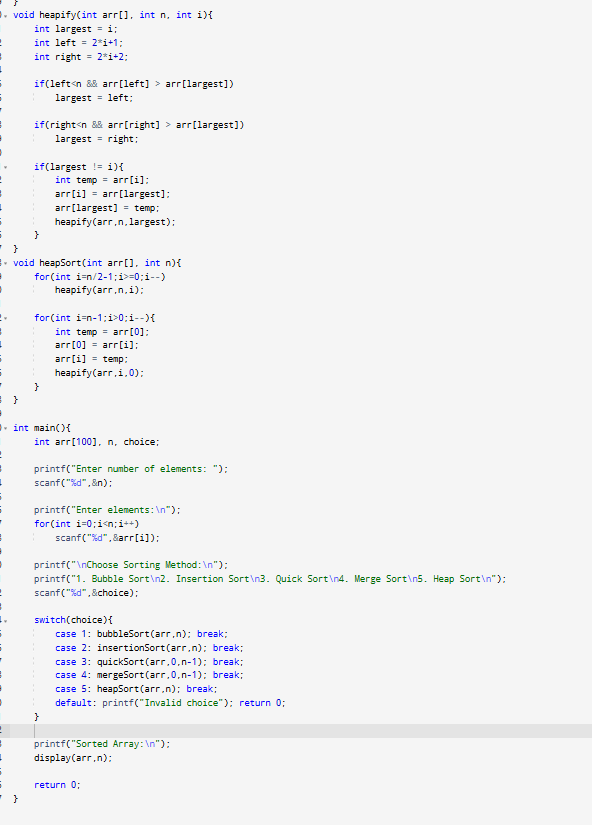 }
void heapify(int arr[], int n, int i){
    int largest = i;
    int left = 2*i+1;
    int right = 2*i+2;

    if(left<n && arr[left] > arr[largest])
        largest = left;

    if(right<n && arr[right] > arr[largest])
        largest = right;

    if(largest != i){
        int temp = arr[i];
        arr[i] = arr[largest];
        arr[largest] = temp;
        heapify(arr,n,largest);
    }
}
void heapSort(int arr[], int n){
    for(int i=n/2-1;i>=0;i--)
        heapify(arr,n,i);

    for(int i=n-1;i>0;i--){
        int temp = arr[0];
        arr[0] = arr[i];
        arr[i] = temp;
        heapify(arr,i,0);
    }
}

int main(){
    int arr[100], n, choice;

    printf("Enter number of elements: ");
    scanf("%d",&n);

    printf("Enter elements:\n");
    for(int i=0;i<n;i++)
        scanf("%d",&arr[i]);

    printf("\nChoose Sorting Method:\n");
    printf("1. Bubble Sort\n2. Insertion Sort\n3. Quick Sort\n4. Merge Sort\n5. Heap Sort\n");
    scanf("%d",&choice);

    switch(choice){
        case 1: bubbleSort(arr,n); break;
        case 2: insertionSort(arr,n); break;
        case 3: quickSort(arr,0,n-1); break;
        case 4: mergeSort(arr,0,n-1); break;
        case 5: heapSort(arr,n); break;
        default: printf("Invalid choice"); return 0;
    }

    printf("Sorted Array:\n");
    display(arr,n);

    return 0;
}